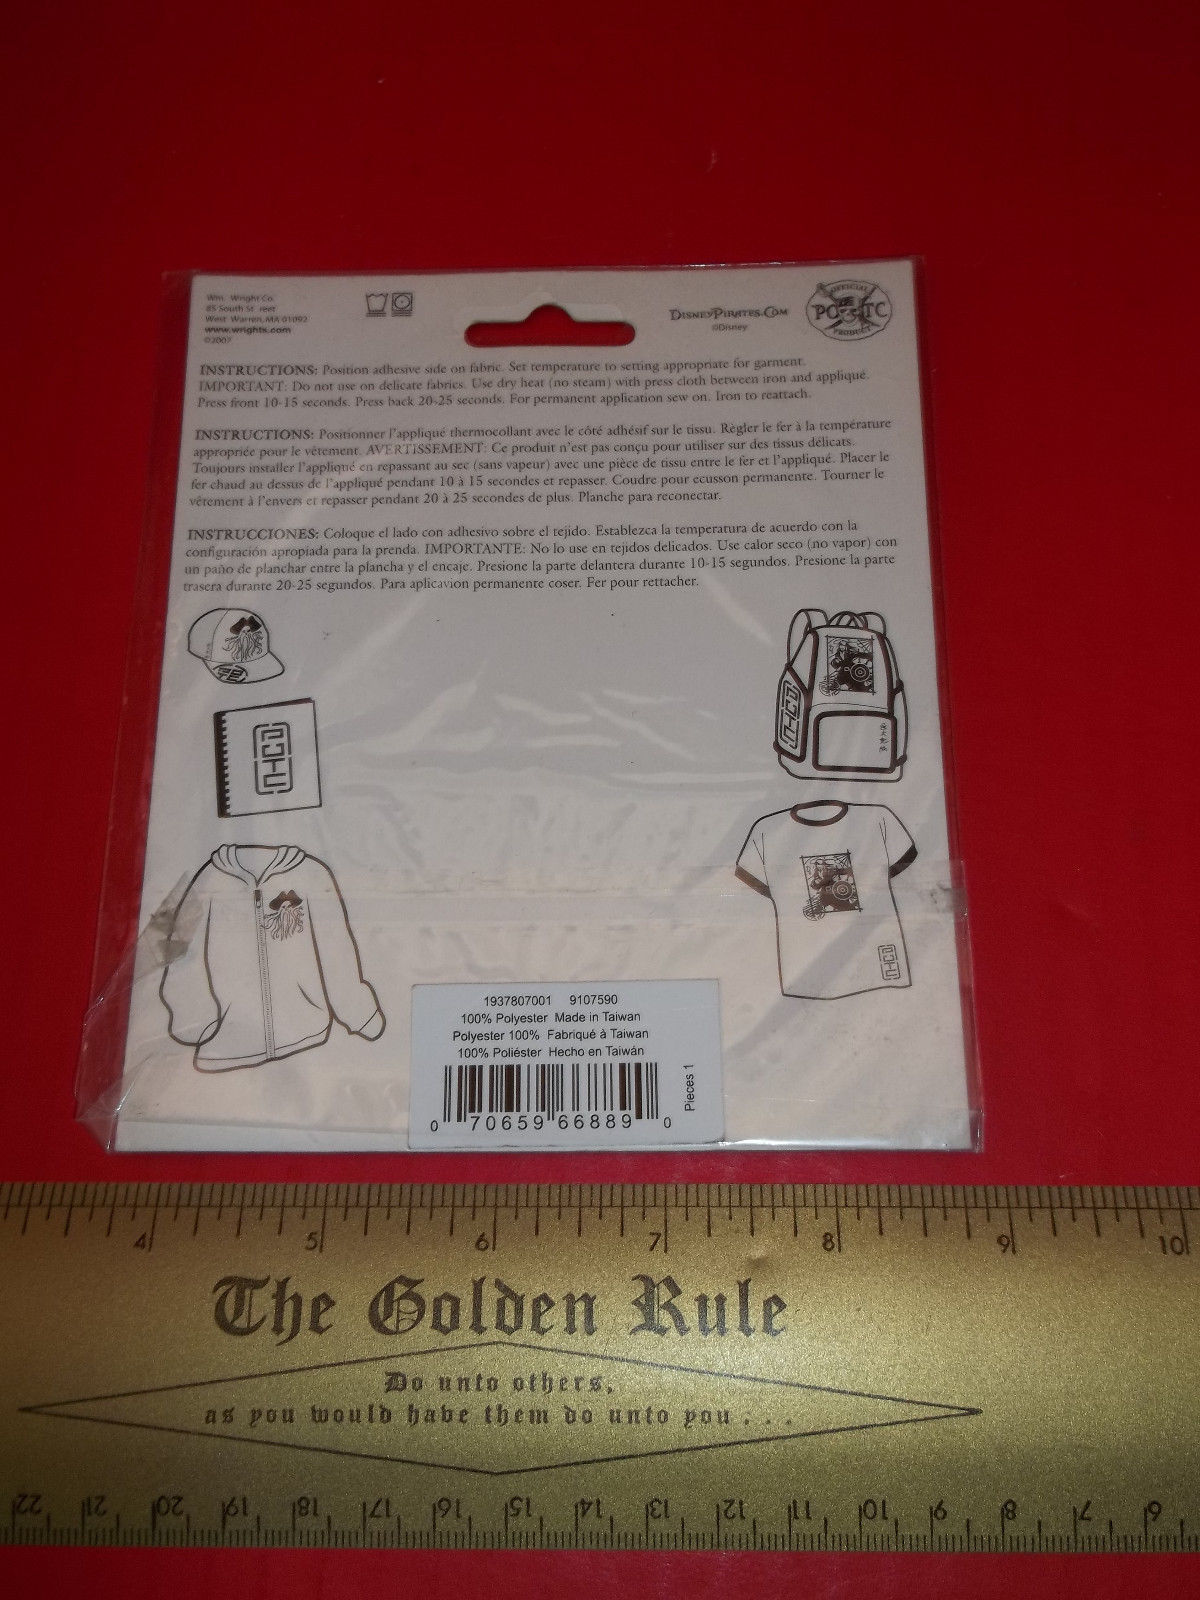 Wm. Wright Co.
85 South St reet
West Warren, MA 01092
www.wrights.com
©2007
DISNEYPIRATES.COM
©Disney
OFFICIAL
POTC
PRODUCT
INSTRUCTIONS: Position adhesive side on fabric. Set temperature to setting appropriate for garment.
IMPORTANT: Do not use on delicate fabrics. Use dry heat (no steam) with press cloth between iron and appliqué.
Press front 10-15 seconds. Press back 20-25 seconds. For permanent application sew on. Iron to reattach.
INSTRUCTIONS: Positionner l'appliqué thermocollant avec le côté adhésif sur le tissu. Règler le fer à la température
appropriée pour le vêtement. AVERTISSEMENT: Ce produit n'est pas conçu pour utiliser sur des tissus délicats.
Toujours installer l'appliqué en repassant au sec (sans vapeur) avec une pièce de tissu entre le fer et l'appliqué. Placer le
fer chaud au dessus de l'appliqué pendant 10 à 15 secondes et repasser. Coudre pour ecusson permanente. Tourner le
vêtement à l'envers et repasser pendant 20 à 25 secondes de plus. Planche para reconectar.
INSTRUCCIONES: Coloque el lado con adhesivo sobre el tejido. Establezca la temperatura de acuerdo con la
configuración apropiada para la prenda. IMPORTANTE: No lo use en tejidos delicados. Use calor seco (no vapor) con
un paño de planchar entre la plancha y el encaje. Presione la parte delantera durante 10-15 segundos. Presione la parte
trasera durante 20-25 segundos. Para aplicavion permanente coser. Fer pour rettacher.
1937807001 9107590
100% Polyester Made in Taiwan
Polyester 100% Fabriqué à Taiwan
100% Poliéster Hecho en Taiwán
Pieces 1
0 70659 66889 0
4 5 6 7 8 9 10
The Golden Rule
Do unto others,
as you would have them do unto you . . .
22 21 20 19 18 17 16 15 14 13 12 11 10 9 8 7 6